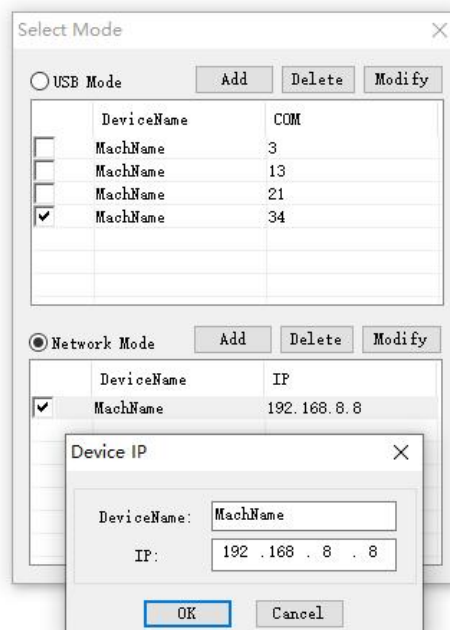 Select Mode
USB Mode Add Delete Modify
DeviceName COM
MachName 3
MachName 13
MachName 21
MachName 34
Network Mode Add Delete Modify
DeviceName IP
MachName 192.168.8.8
Device IP
DeviceName: MachName
IP: 192 .168 . 8 . 8
OK Cancel